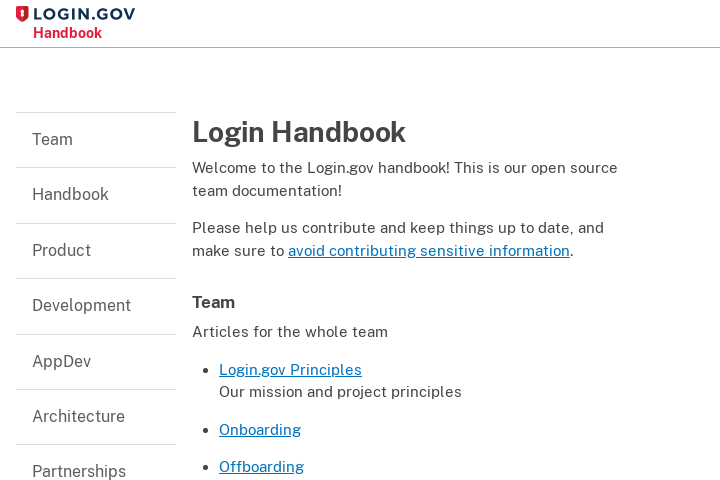 LOGIN.GOV
Handbook
Team
Handbook
Product
Development
AppDev
Architecture
Partnerships
Login Handbook
Welcome to the Login.gov handbook! This is our open source
team documentation!
Please help us contribute and keep things up to date, and
make sure to avoid contributing sensitive information.
Team
Articles for the whole team
Login.gov Principles
Our mission and project principles
Onboarding
Offboarding